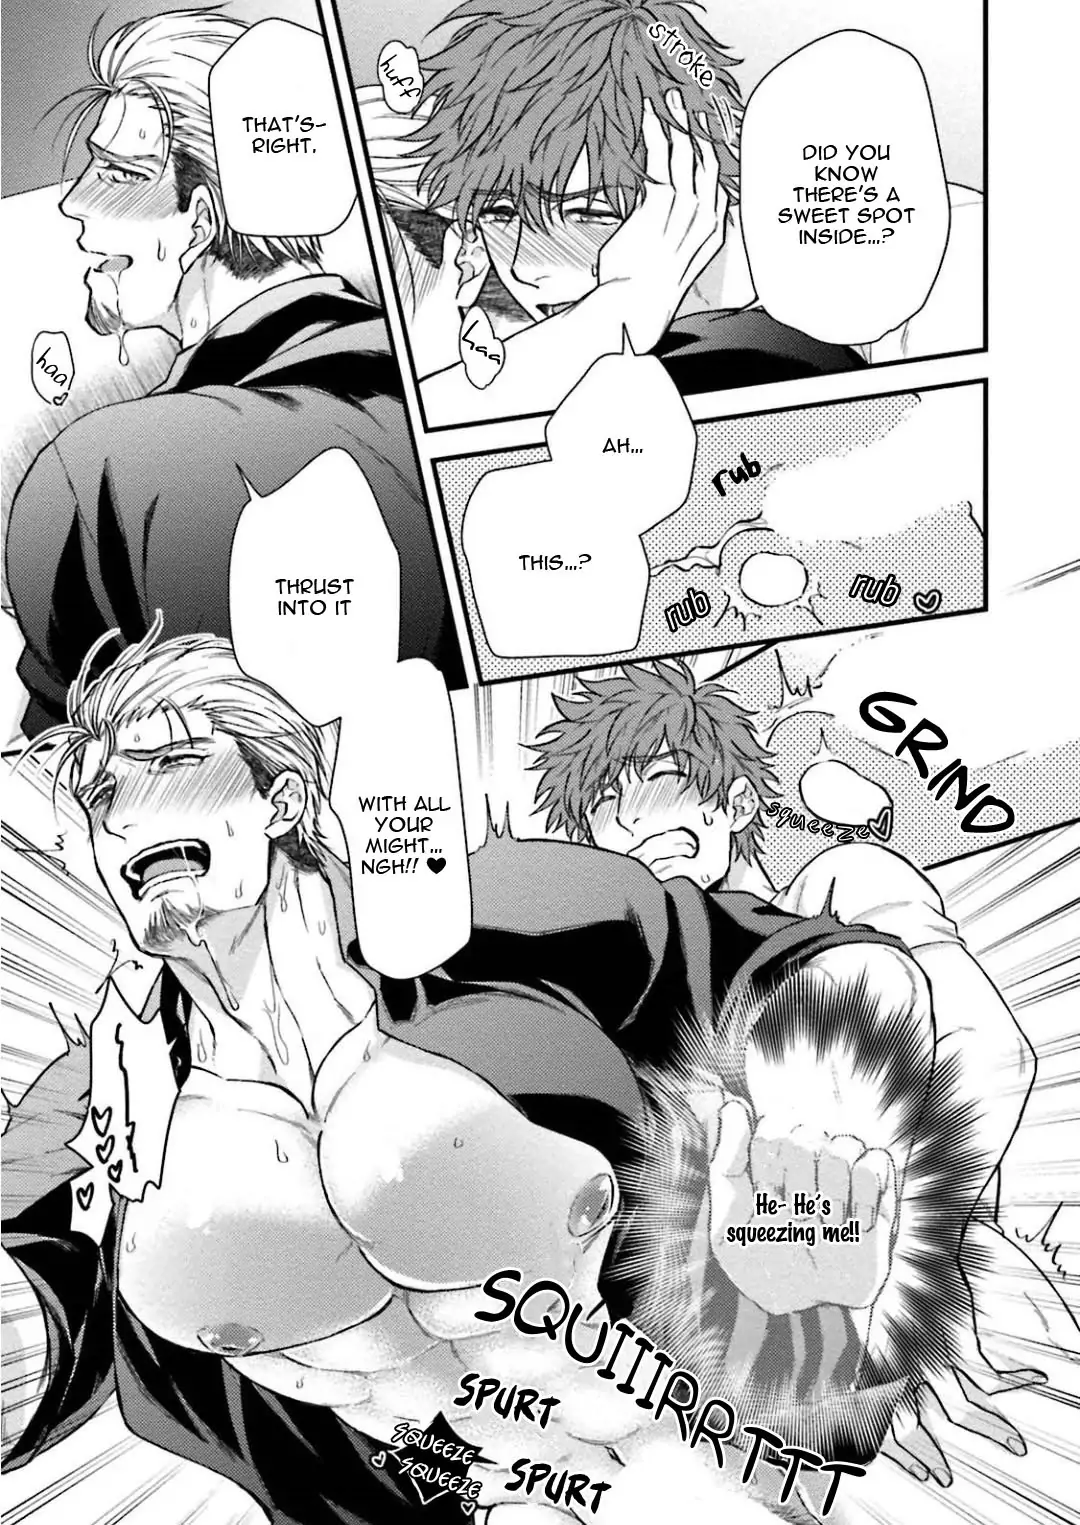 stroke
DID YOU
KNOW
THERE'S A
SWEET SPOT
INSIDE...?
huff
haa
THAT'S-
RIGHT.
haa
AH...
THIS...?
rub
rub
rub
THRUST
INTO IT
WITH ALL
YOUR
MIGHT...
NGH!! ♥
GRIND
squeeze
He- He's
squeezing me!!
SQUIIIRRTTT
SPURT
SPURT
SQUEEZE
SQUEEZE